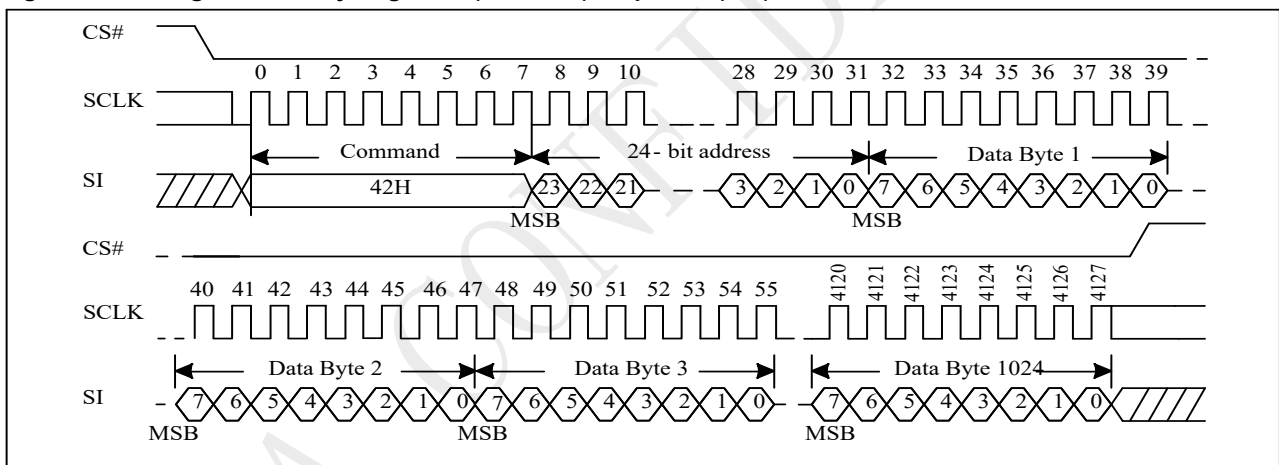 CS#
0 1 2 3 4 5 6 7 8 9 10 28 29 30 31 32 33 34 35 36 37 38 39
SCLK
Command 24- bit address Data Byte 1
SI 42H 23 22 21 3 2 1 0 7 6 5 4 3 2 1 0
MSB MSB
CS#
40 41 42 43 44 45 46 47 48 49 50 51 52 53 54 55 4120 4121 4122 4123 4124 4125 4126 4127
SCLK
Data Byte 2 Data Byte 3 Data Byte 1024
SI 7 6 5 4 3 2 1 0 7 6 5 4 3 2 1 0 7 6 5 4 3 2 1 0
MSB MSB MSB